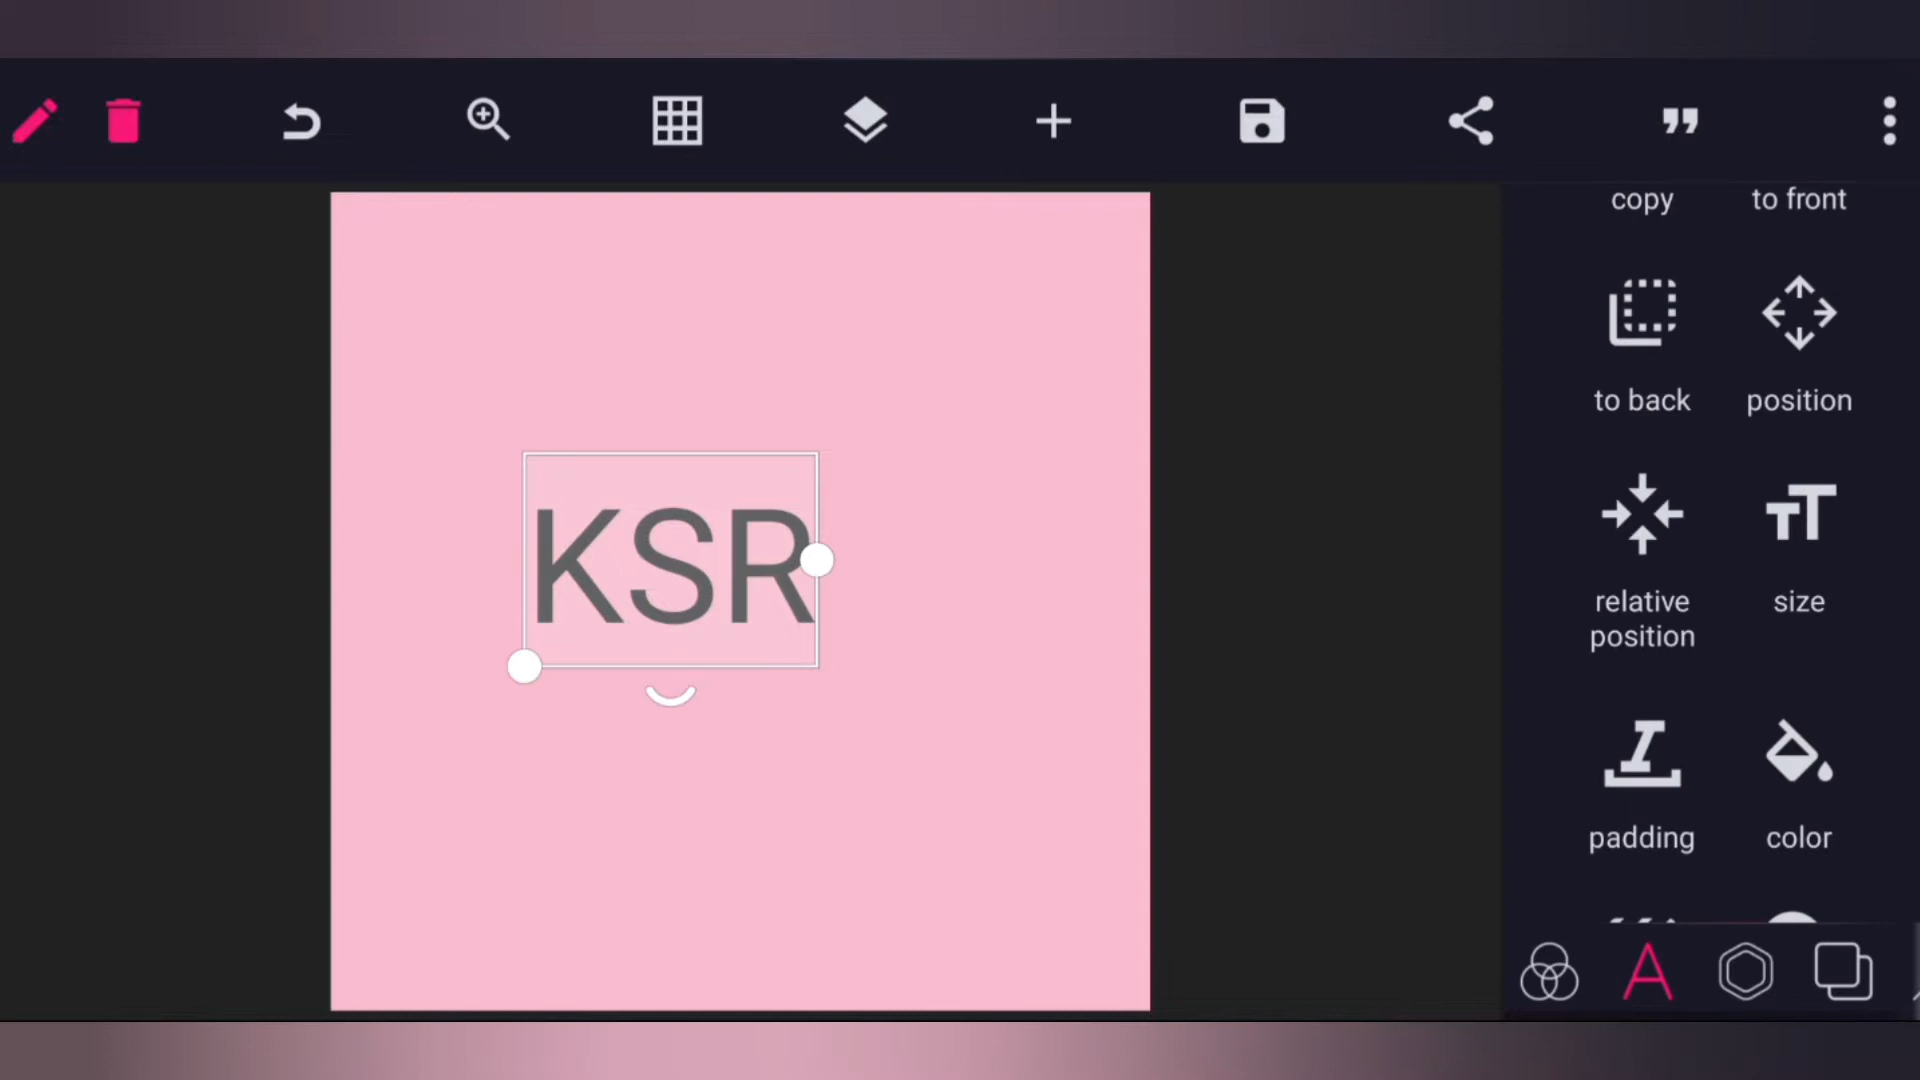 copy
to front
to back
position
KSR
relative
position
size
padding
color